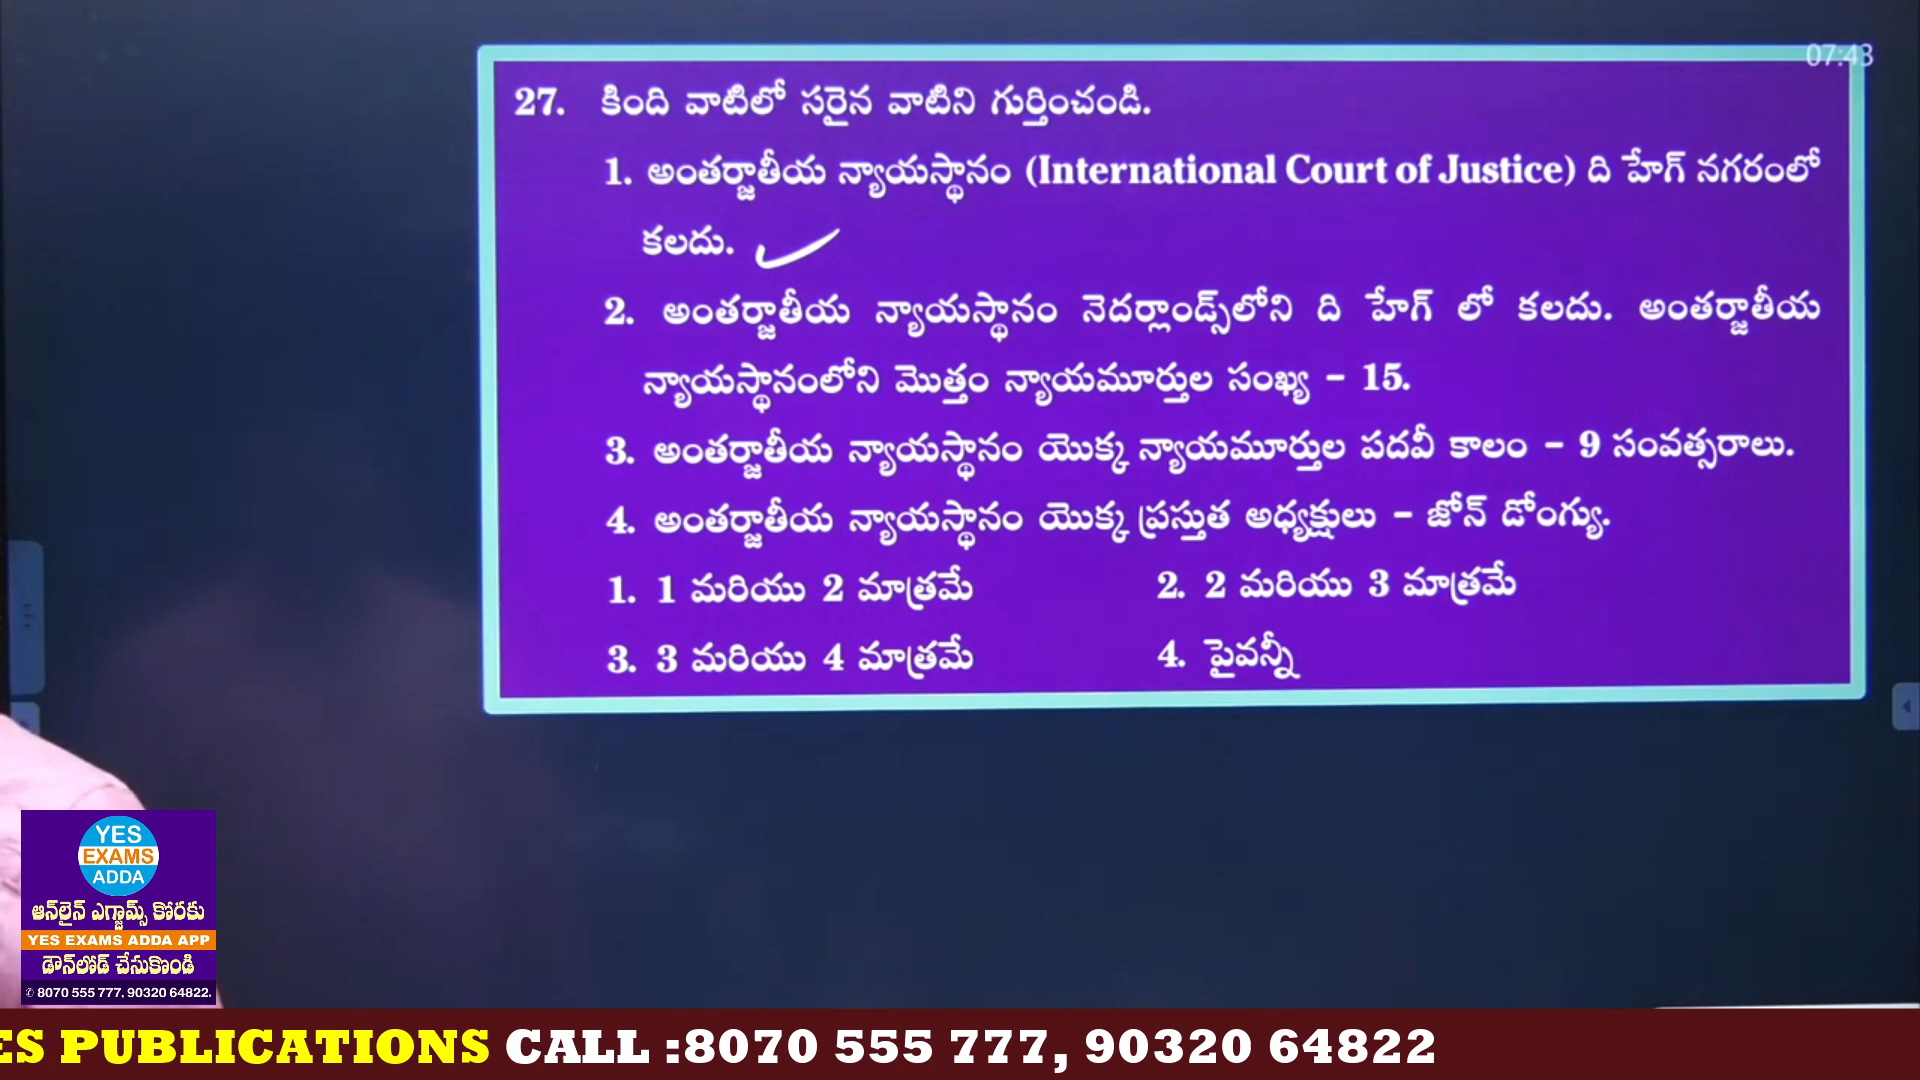 07:43
27. కింది వాటిలో సరైన వాటిని గుర్తించండి.
1. అంతర్జాతీయ న్యాయస్థానం (International Court of Justice) ది హేగ్ నగరంలో
కలదు.
2. అంతర్జాతీయ న్యాయస్థానం నెదర్లాండ్స్‌లోని ది హేగ్ లో కలదు. అంతర్జాతీయ
న్యాయస్థానంలోని మొత్తం న్యాయమూర్తుల సంఖ్య - 15.
3. అంతర్జాతీయ న్యాయస్థానం యొక్క న్యాయమూర్తుల పదవీ కాలం - 9 సంవత్సరాలు.
4. అంతర్జాతీయ న్యాయస్థానం యొక్క ప్రస్తుత అధ్యక్షులు - జోన్ డోంగ్యు.
1. 1 మరియు 2 మాత్రమే 2. 2 మరియు 3 మాత్రమే
3. 3 మరియు 4 మాత్రమే 4. పైవన్నీ
YES
EXAMS
ADDA
ఆన్‌లైన్ ఎగ్జామ్స్ కొరకు
YES EXAMS ADDA APP
డౌన్‌లోడ్ చేసుకొండి
✆ 8070 555 777, 90320 64822.
ES PUBLICATIONS CALL :8070 555 777, 90320 64822